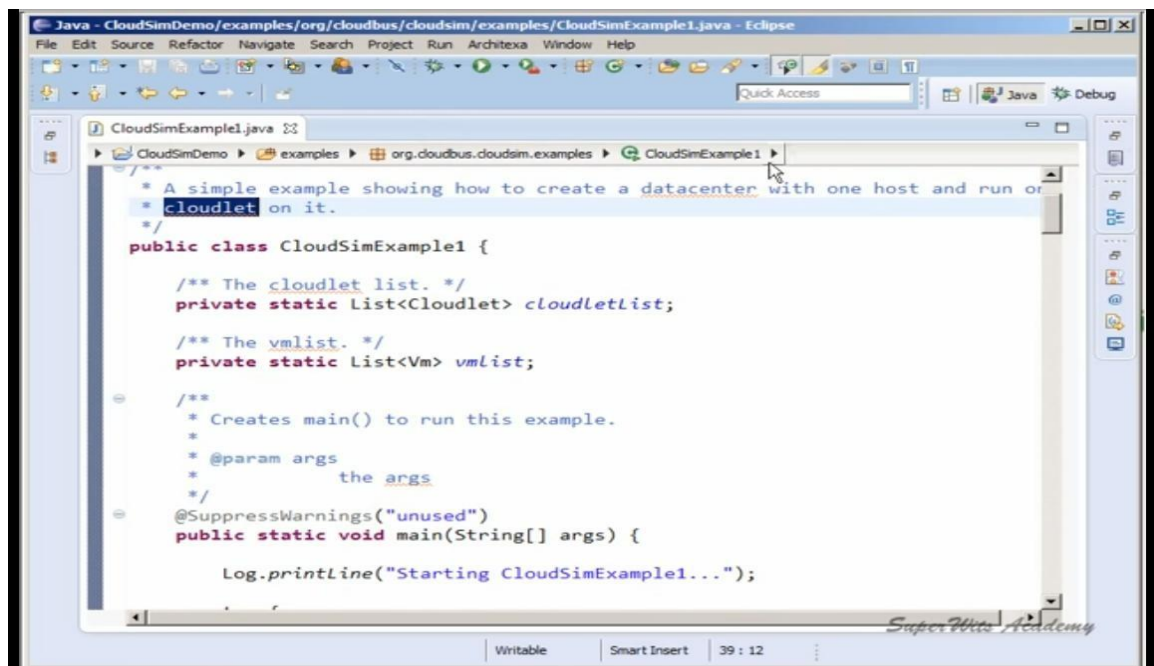 Java - CloudSimDemo/examples/org/cloudbus/cloudsim/examples/CloudSimExample1.java - Eclipse
File Edit Source Refactor Navigate Search Project Run Architexa Window Help
Quick Access
Java
Debug
CloudSimExample1.java
CloudSimDemo examples org.cloudbus.cloudsim.examples CloudSimExample1
/**
* A simple example showing how to create a datacenter with one host and run
* cloudlet on it.
*/
public class CloudSimExample1 {
/** The cloudlet list. */
private static List<Cloudlet> cloudletList;
/** The vmlist. */
private static List<Vm> vmlist;
/**
* Creates main() to run this example.
*
* @param args
* the args
*/
@SuppressWarnings("unused")
public static void main(String[] args) {
Log.printLine("Starting CloudSimExample1...");
SuperWits Academy
Writable Smart Insert 39 : 12